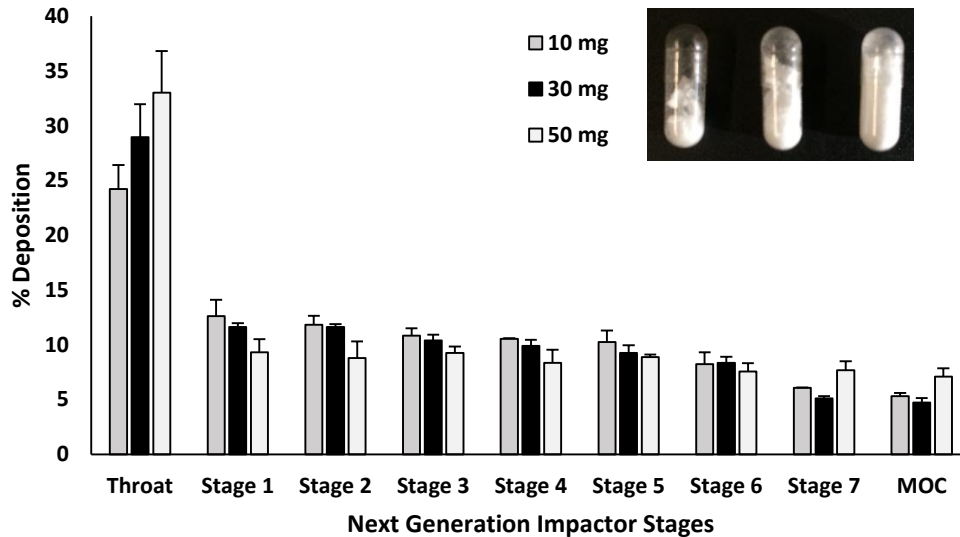 40
35
30
25
20
15
10
5
0
% Deposition
10 mg
30 mg
50 mg
Throat
Stage 1
Stage 2
Stage 3
Stage 4
Stage 5
Stage 6
Stage 7
MOC
Next Generation Impactor Stages